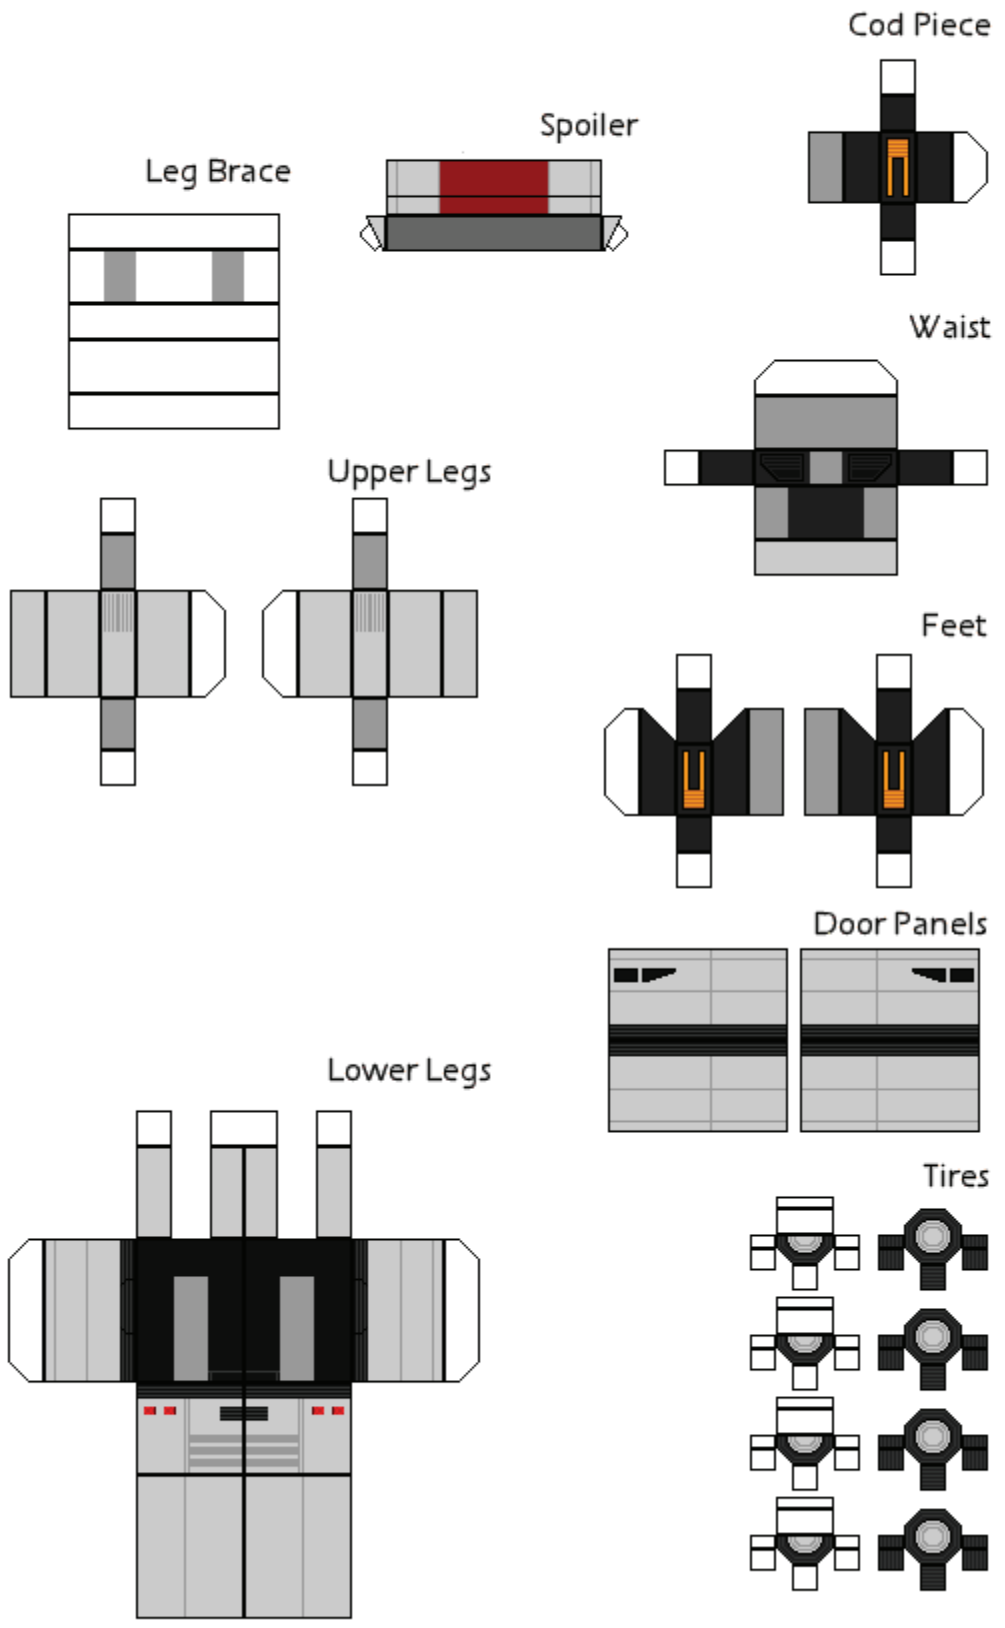 Cod Piece
Spoiler
Leg Brace
Waist
Upper Legs
Feet
Door Panels
Lower Legs
Tires